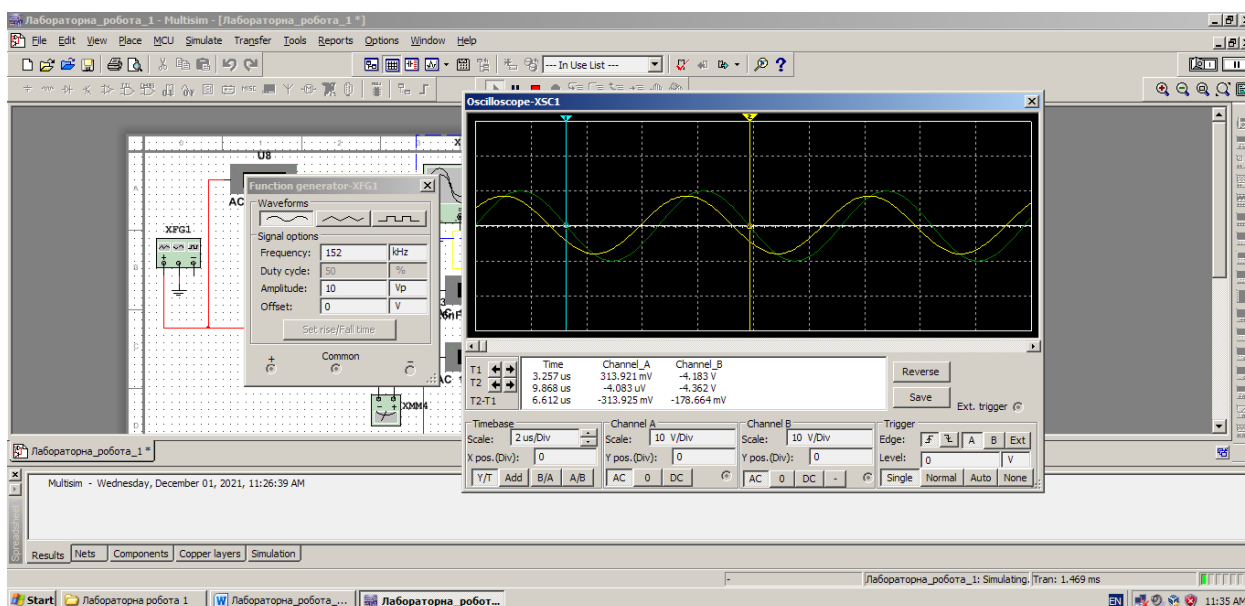 Лабораторна_робота_1 - Multisim - [Лабораторна_робота_1 *]
File Edit View Place MCU Simulate Transfer Tools Reports Options Window Help
--- In Use List ---
MISC
Oscilloscope-XSC1
0 1 2 3
U8
AC
XFG1
Function generator-XFG1
Waveforms
Signal options
Frequency: 152 kHz
Duty cycle: 50 %
Amplitude: 10 Vp
Offset: 0 V
Set rise/Fall time
+ Common -
XMM4
Time Channel_A Channel_B
T1 3.257 us 313.921 mV -4.183 V
T2 9.868 us -4.083 uV -4.362 V
T2-T1 6.612 us -313.925 mV -178.664 mV
Reverse
Save
Ext. trigger
Timebase
Scale: 2 us/Div
X pos.(Div): 0
Y/T Add B/A A/B
Channel A
Scale: 10 V/Div
Y pos.(Div): 0
AC 0 DC
Channel B
Scale: 10 V/Div
Y pos.(Div): 0
AC 0 DC -
Trigger
Edge: A B Ext
Level: 0 V
Single Normal Auto None
Лабораторна_робота_1 *
Multisim - Wednesday, December 01, 2021, 11:26:39 AM
Spreadsheet
Results Nets Components Copper layers Simulation
- Лабораторна_робота_1: Simulating. Tran: 1.469 ms
Start Лабораторна робота 1 Лабораторна_робота_... Лабораторна_робот... EN 11:35 AM